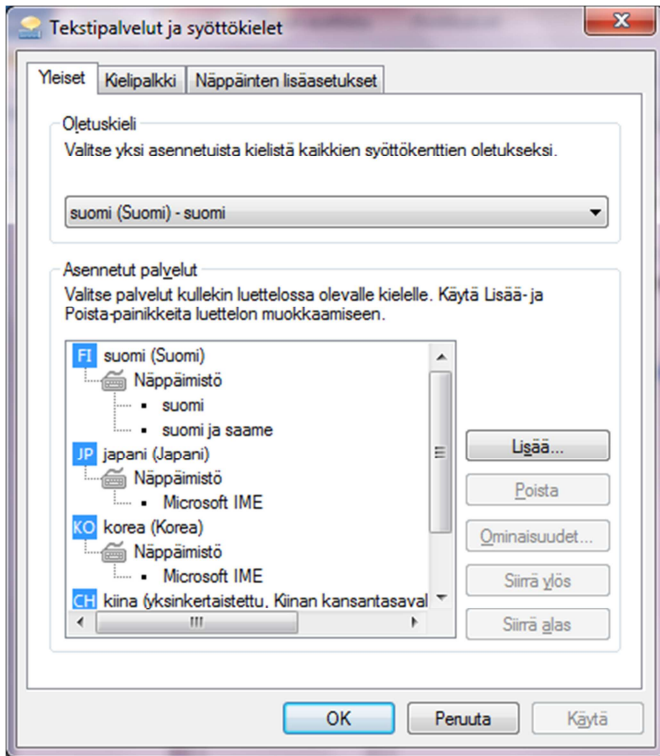 Tekstipalvelut ja syöttökielet
Yleiset
Kielipalkki
Näppäinten lisäasetukset
Oletuskieli
Valitse yksi asennetuista kielistä kaikkien syöttökenttien oletukseksi.
suomi (Suomi) - suomi
Asennetut palvelut
Valitse palvelut kullekin luettelossa olevalle kielelle. Käytä Lisää- ja
Poista-painikkeita luettelon muokkaamiseen.
FI suomi (Suomi)
Näppäimistö
suomi
suomi ja saame
JP japani (Japani)
Näppäimistö
Microsoft IME
KO korea (Korea)
Näppäimistö
Microsoft IME
CH kiina (yksinkertaistettu, Kiinan kansantasaval
Lisää...
Poista
Ominaisuudet...
Siirrä ylös
Siirrä alas
OK
Peruuta
Käytä